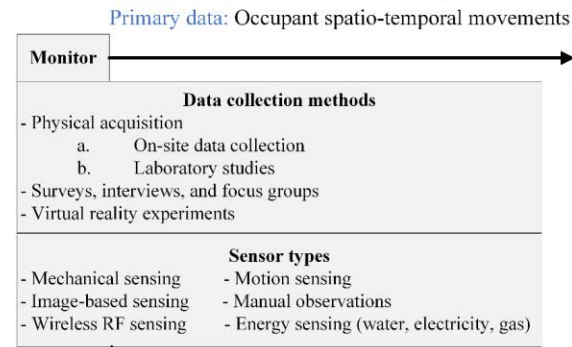 Primary data: Occupant spatio-temporal movements
Monitor
Data collection methods
- Physical acquisition
a. On-site data collection
b. Laboratory studies
- Surveys, interviews, and focus groups
- Virtual reality experiments
Sensor types
- Mechanical sensing - Motion sensing
- Image-based sensing - Manual observations
- Wireless RF sensing - Energy sensing (water, electricity, gas)